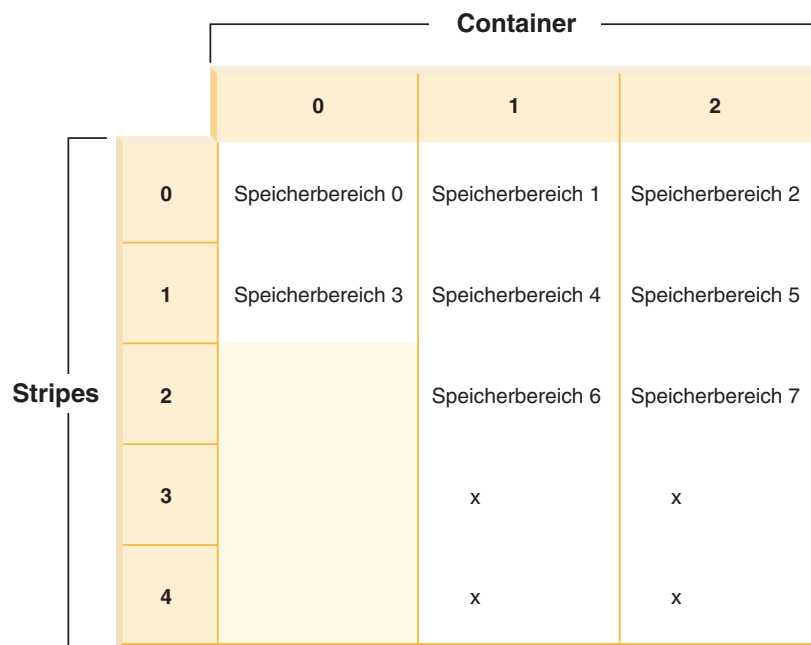 Container
0 1 2
0 Speicherbereich 0 Speicherbereich 1 Speicherbereich 2
1 Speicherbereich 3 Speicherbereich 4 Speicherbereich 5
Stripes 2 Speicherbereich 6 Speicherbereich 7
3 x x
4 x x